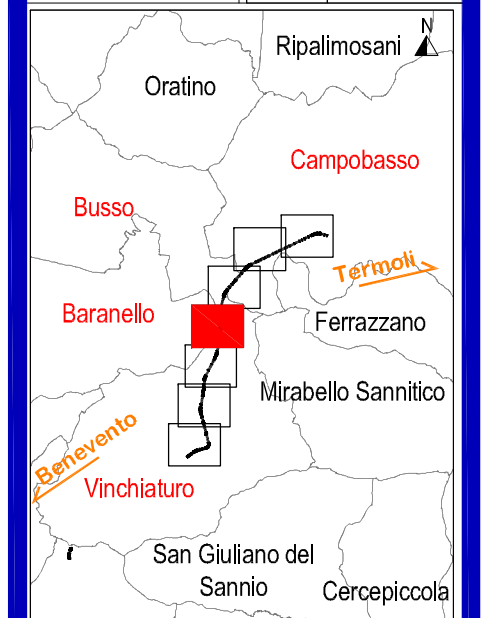 N
Ripalimosani
Oratino
Campobasso
Busso
Termoli
Baranello
Ferrazzano
Mirabello Sannitico
Benevento
Vinchiaturo
San Giuliano del
Sannio
Cercepiccola